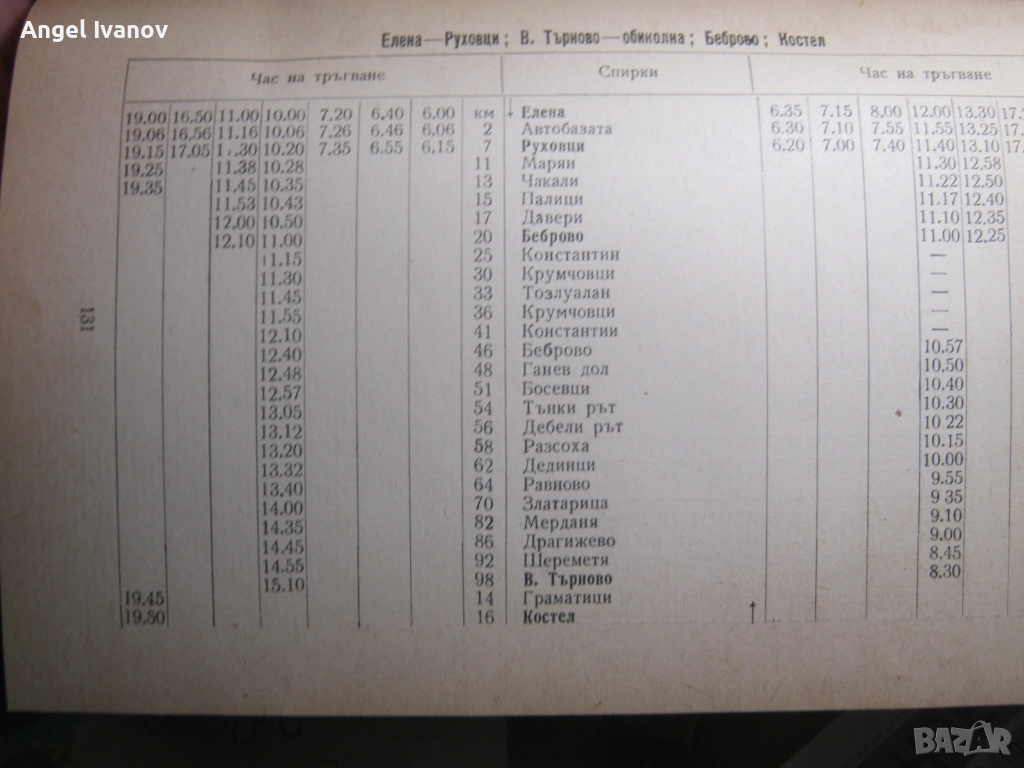 Angel Ivanov
Елена—Руховци; В. Търново—обиколна; Беброво; Костел
Час на тръгване Спирки Час на тръгване
19.00 16.50 11.00 10.00 7.20 6.40 6.00 км ↓ Елена 6.35 7.15 8.00 12.00 13.30 17.
19.06 16.56 11.16 10.06 7.26 6.46 6.06 2 Автобазата 6.30 7.10 7.55 11.55 13.25 17.
19.15 17.05 11.30 10.20 7.35 6.55 6.15 7 Руховци 6.20 7.00 7.40 11.40 13.10 17.
19.25 11.38 10.28 11 Марян 11.30 12.58
19.35 11.45 10.35 13 Чакали 11.22 12.50
11.53 10.43 15 Палици 11.17 12.40
12.00 10.50 17 Давери 11.10 12.35
12.10 11.00 20 Беброво 11.00 12.25
11.15 25 Константин —
11.30 30 Крумчовци —
11.45 33 Тозлуалан —
11.55 36 Крумчовци —
12.10 41 Константин —
12.40 46 Беброво 10.57
12.48 48 Ганев дол 10.50
12.57 51 Босевци 10.40
13.05 54 Тънки рът 10.30
13.12 56 Дебели рът 10 22
13.20 58 Разсоха 10.15
13.32 62 Дединци 10.00
13.40 64 Равново 9.55
14.00 70 Златарица 9 35
14.35 82 Мерданя 9.10
14.45 86 Драгижево 9.00
14.55 92 Шереметя 8.45
15.10 98 В. Търново 8.30
19.45 14 Граматици
19.50 16 Костел ↑ ..
131
BAZAR